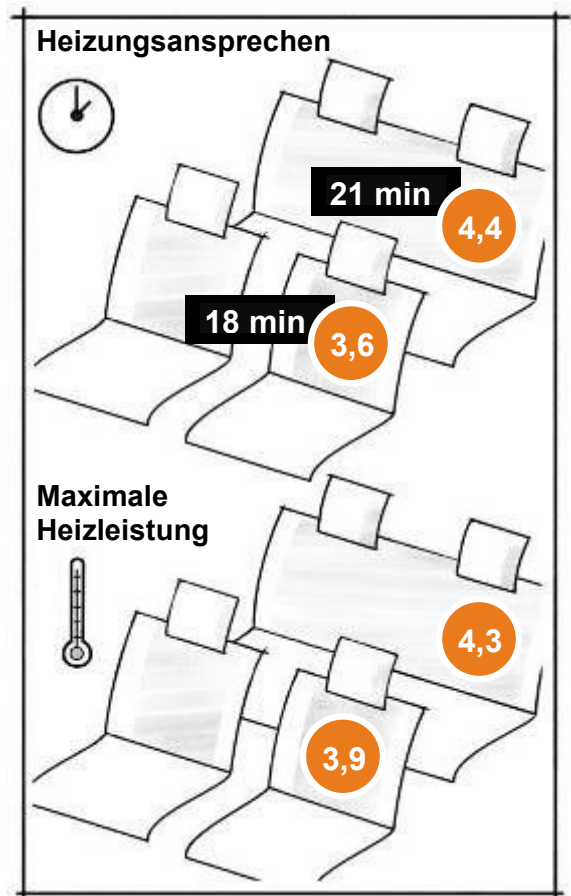 Heizungsansprechen
21 min
4,4
18 min
3,6
Maximale
Heizleistung
4,3
3,9